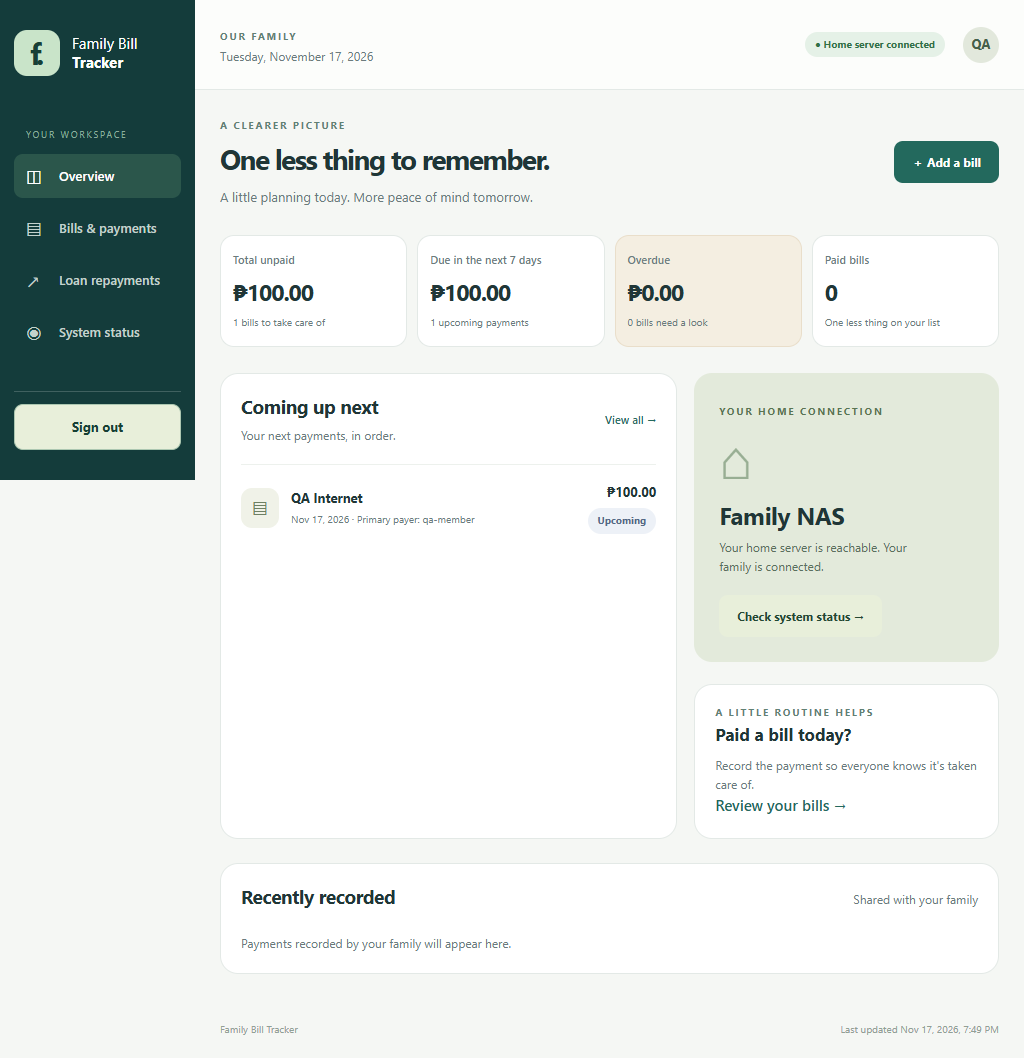 f.
Family Bill
Tracker
YOUR WORKSPACE
Overview
Bills & payments
Loan repayments
System status
Sign out
OUR FAMILY
Tuesday, November 17, 2026
• Home server connected
QA
A CLEARER PICTURE
One less thing to remember.
A little planning today. More peace of mind tomorrow.
+ Add a bill
Total unpaid
₱100.00
1 bills to take care of
Due in the next 7 days
₱100.00
1 upcoming payments
Overdue
₱0.00
0 bills need a look
Paid bills
0
One less thing on your list
Coming up next
Your next payments, in order.
View all →
QA Internet
Nov 17, 2026 · Primary payer: qa-member
₱100.00
Upcoming
YOUR HOME CONNECTION
Family NAS
Your home server is reachable. Your
family is connected.
Check system status →
A LITTLE ROUTINE HELPS
Paid a bill today?
Record the payment so everyone knows it's taken
care of.
Review your bills →
Recently recorded
Shared with your family
Payments recorded by your family will appear here.
Family Bill Tracker
Last updated Nov 17, 2026, 7:49 PM